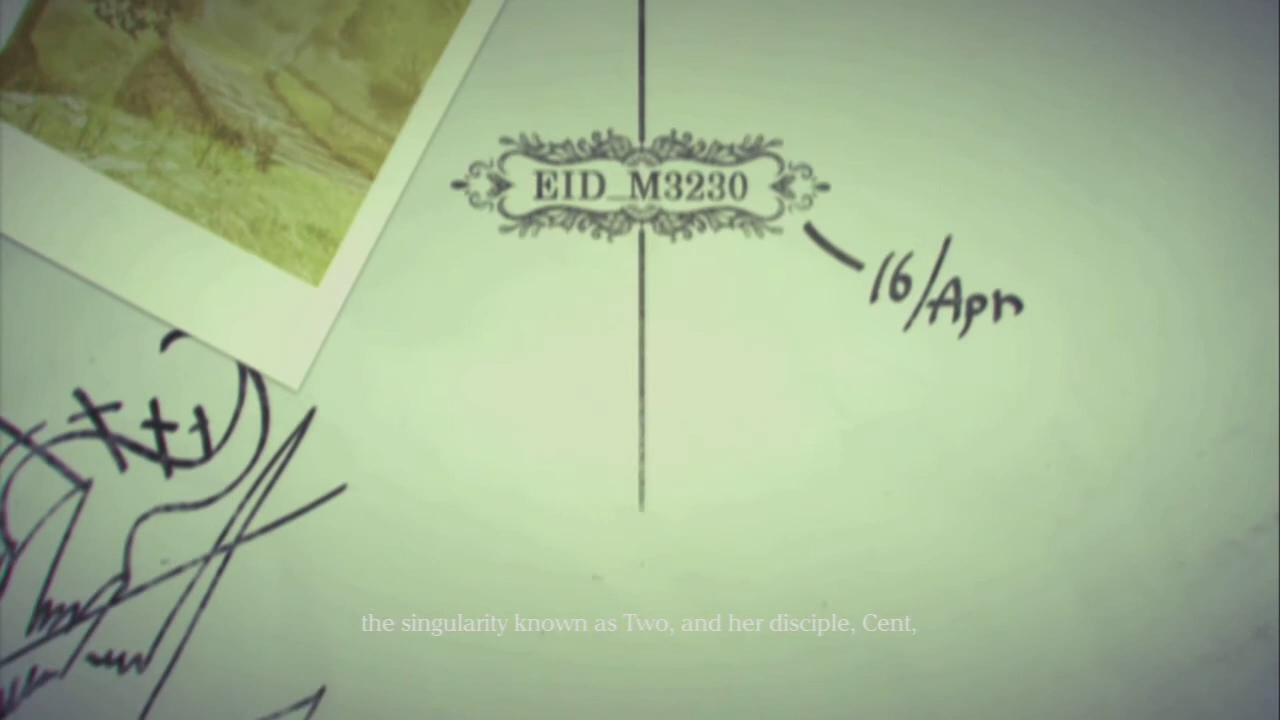 EID_M3230
16/Apr
the singularity known as Two, and her disciple, Cent,